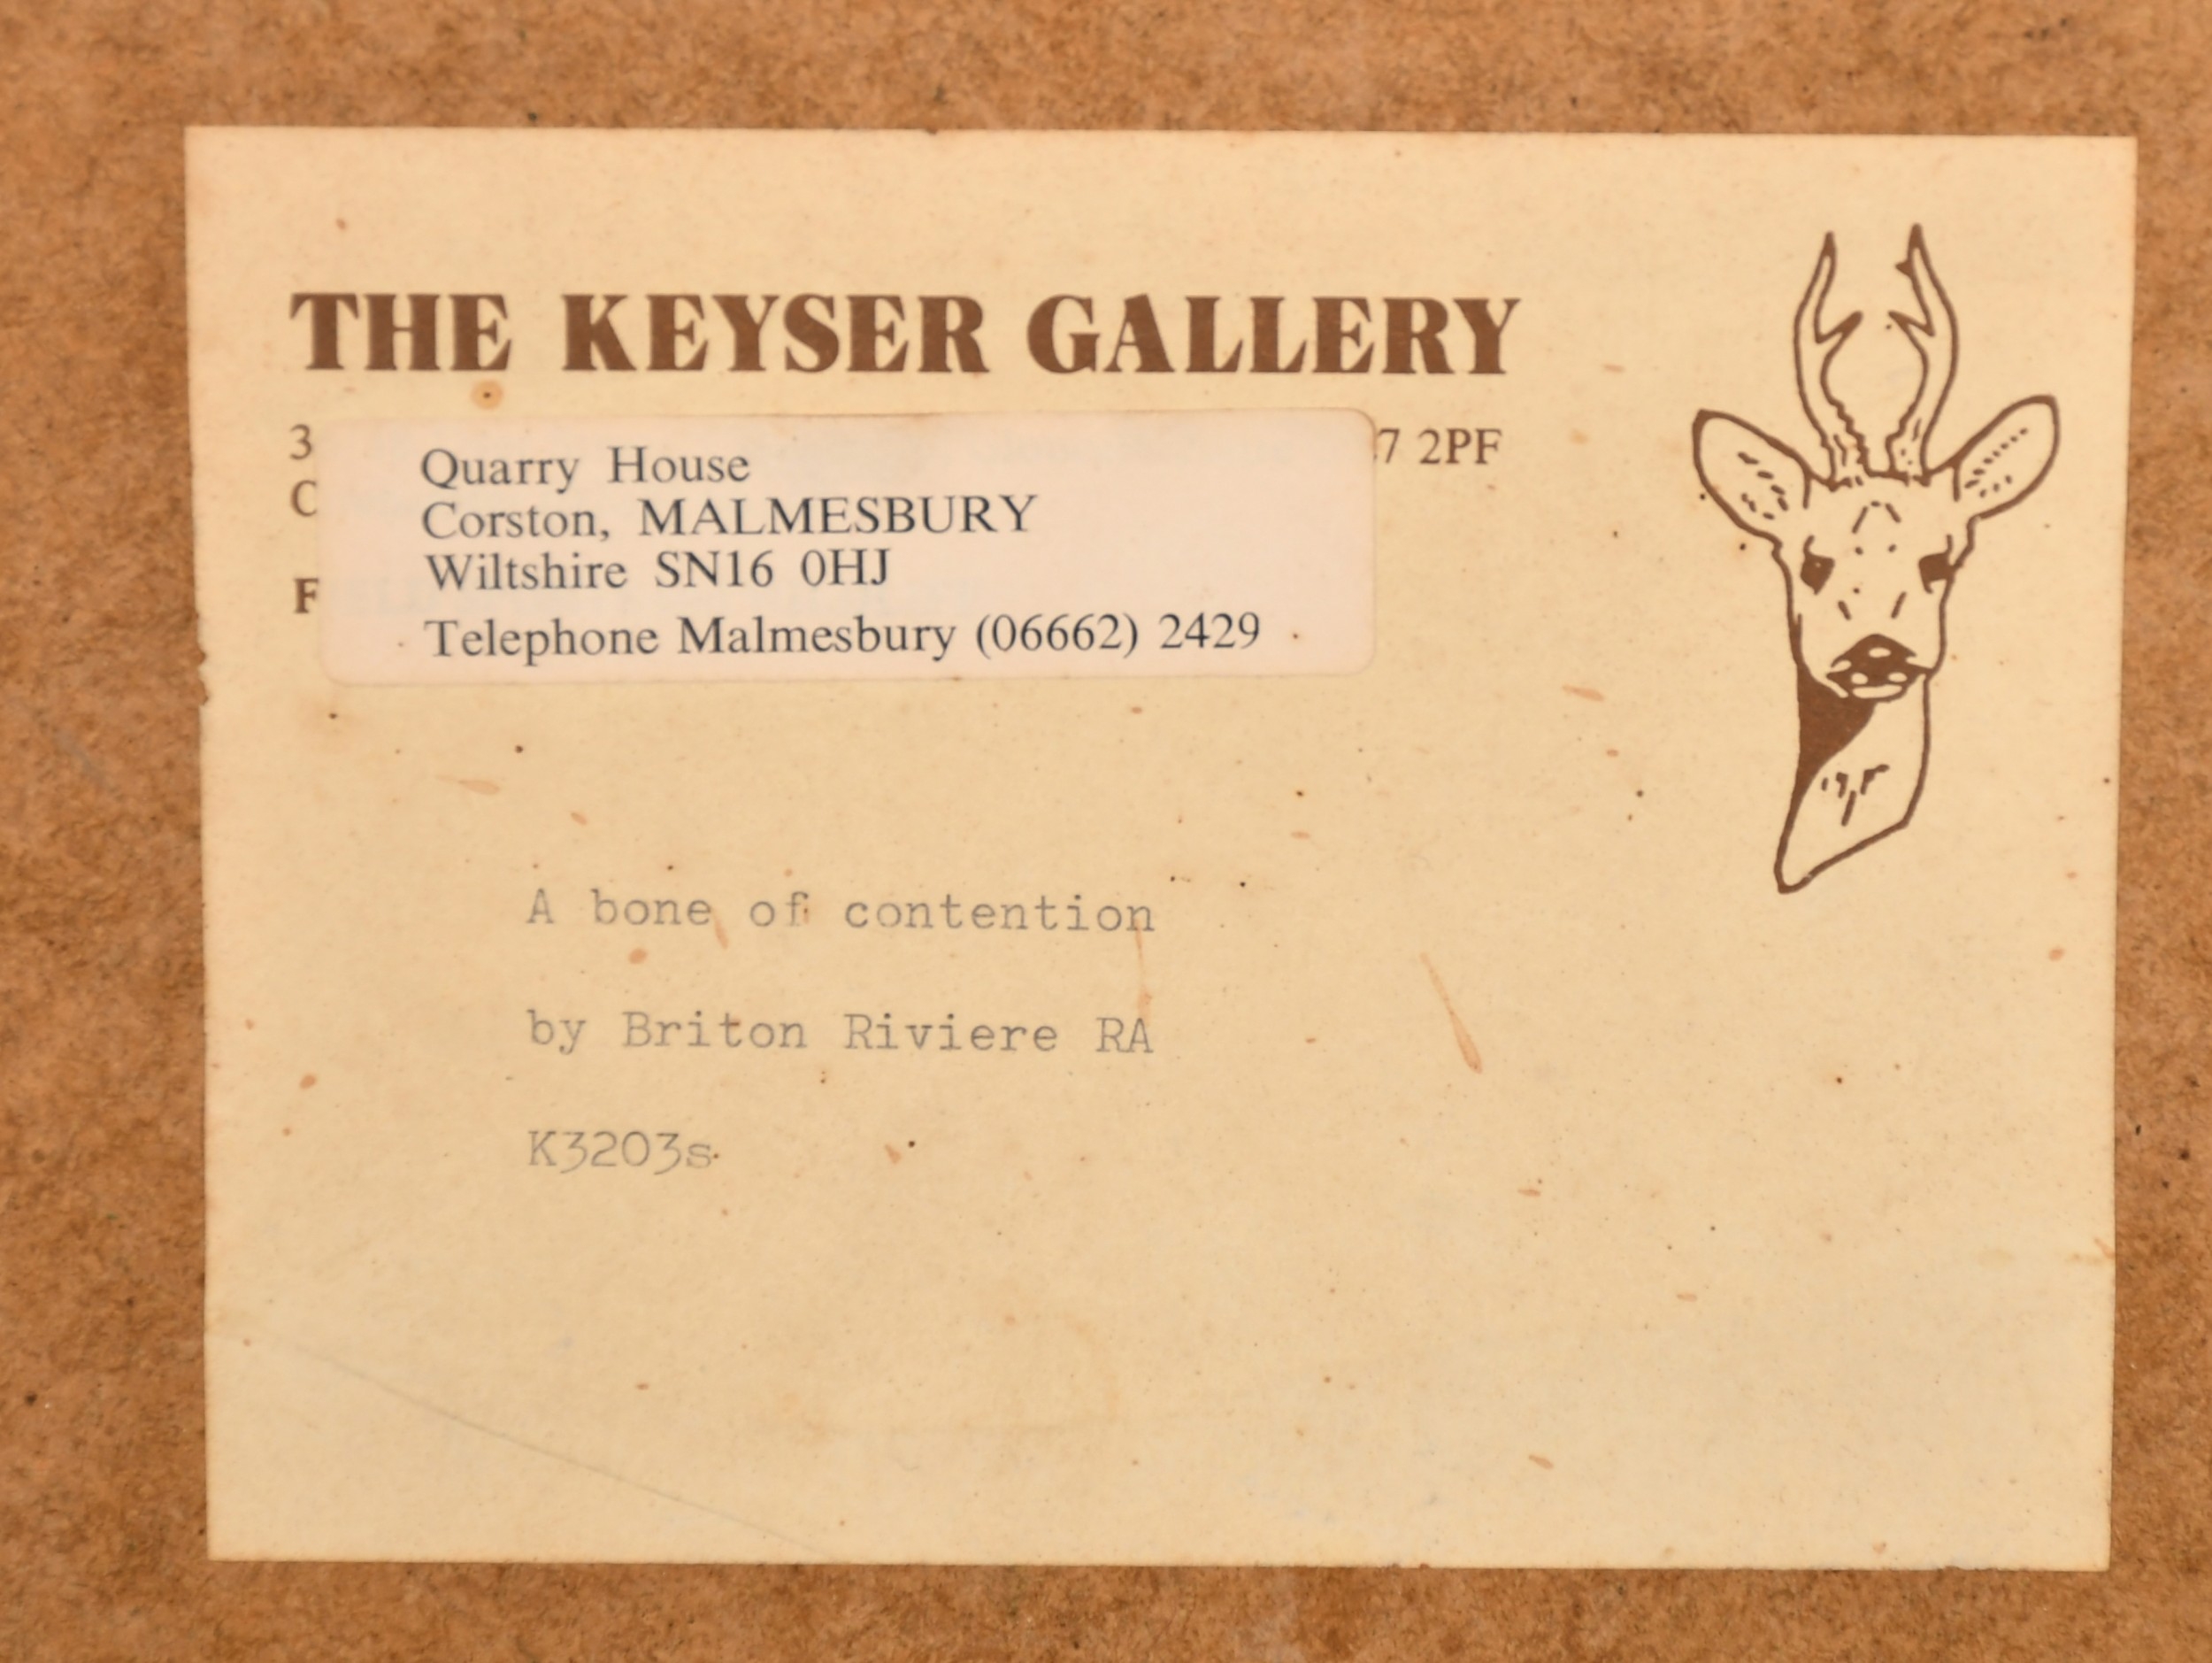 THE KEYSER GALLERY
3 7 2PF
Quarry House
C
Corston, MALMESBURY
Wiltshire SN16 0HJ
F
Telephone Malmesbury (06662) 2429
A bone of contention
by Briton Riviere RA
K3203s